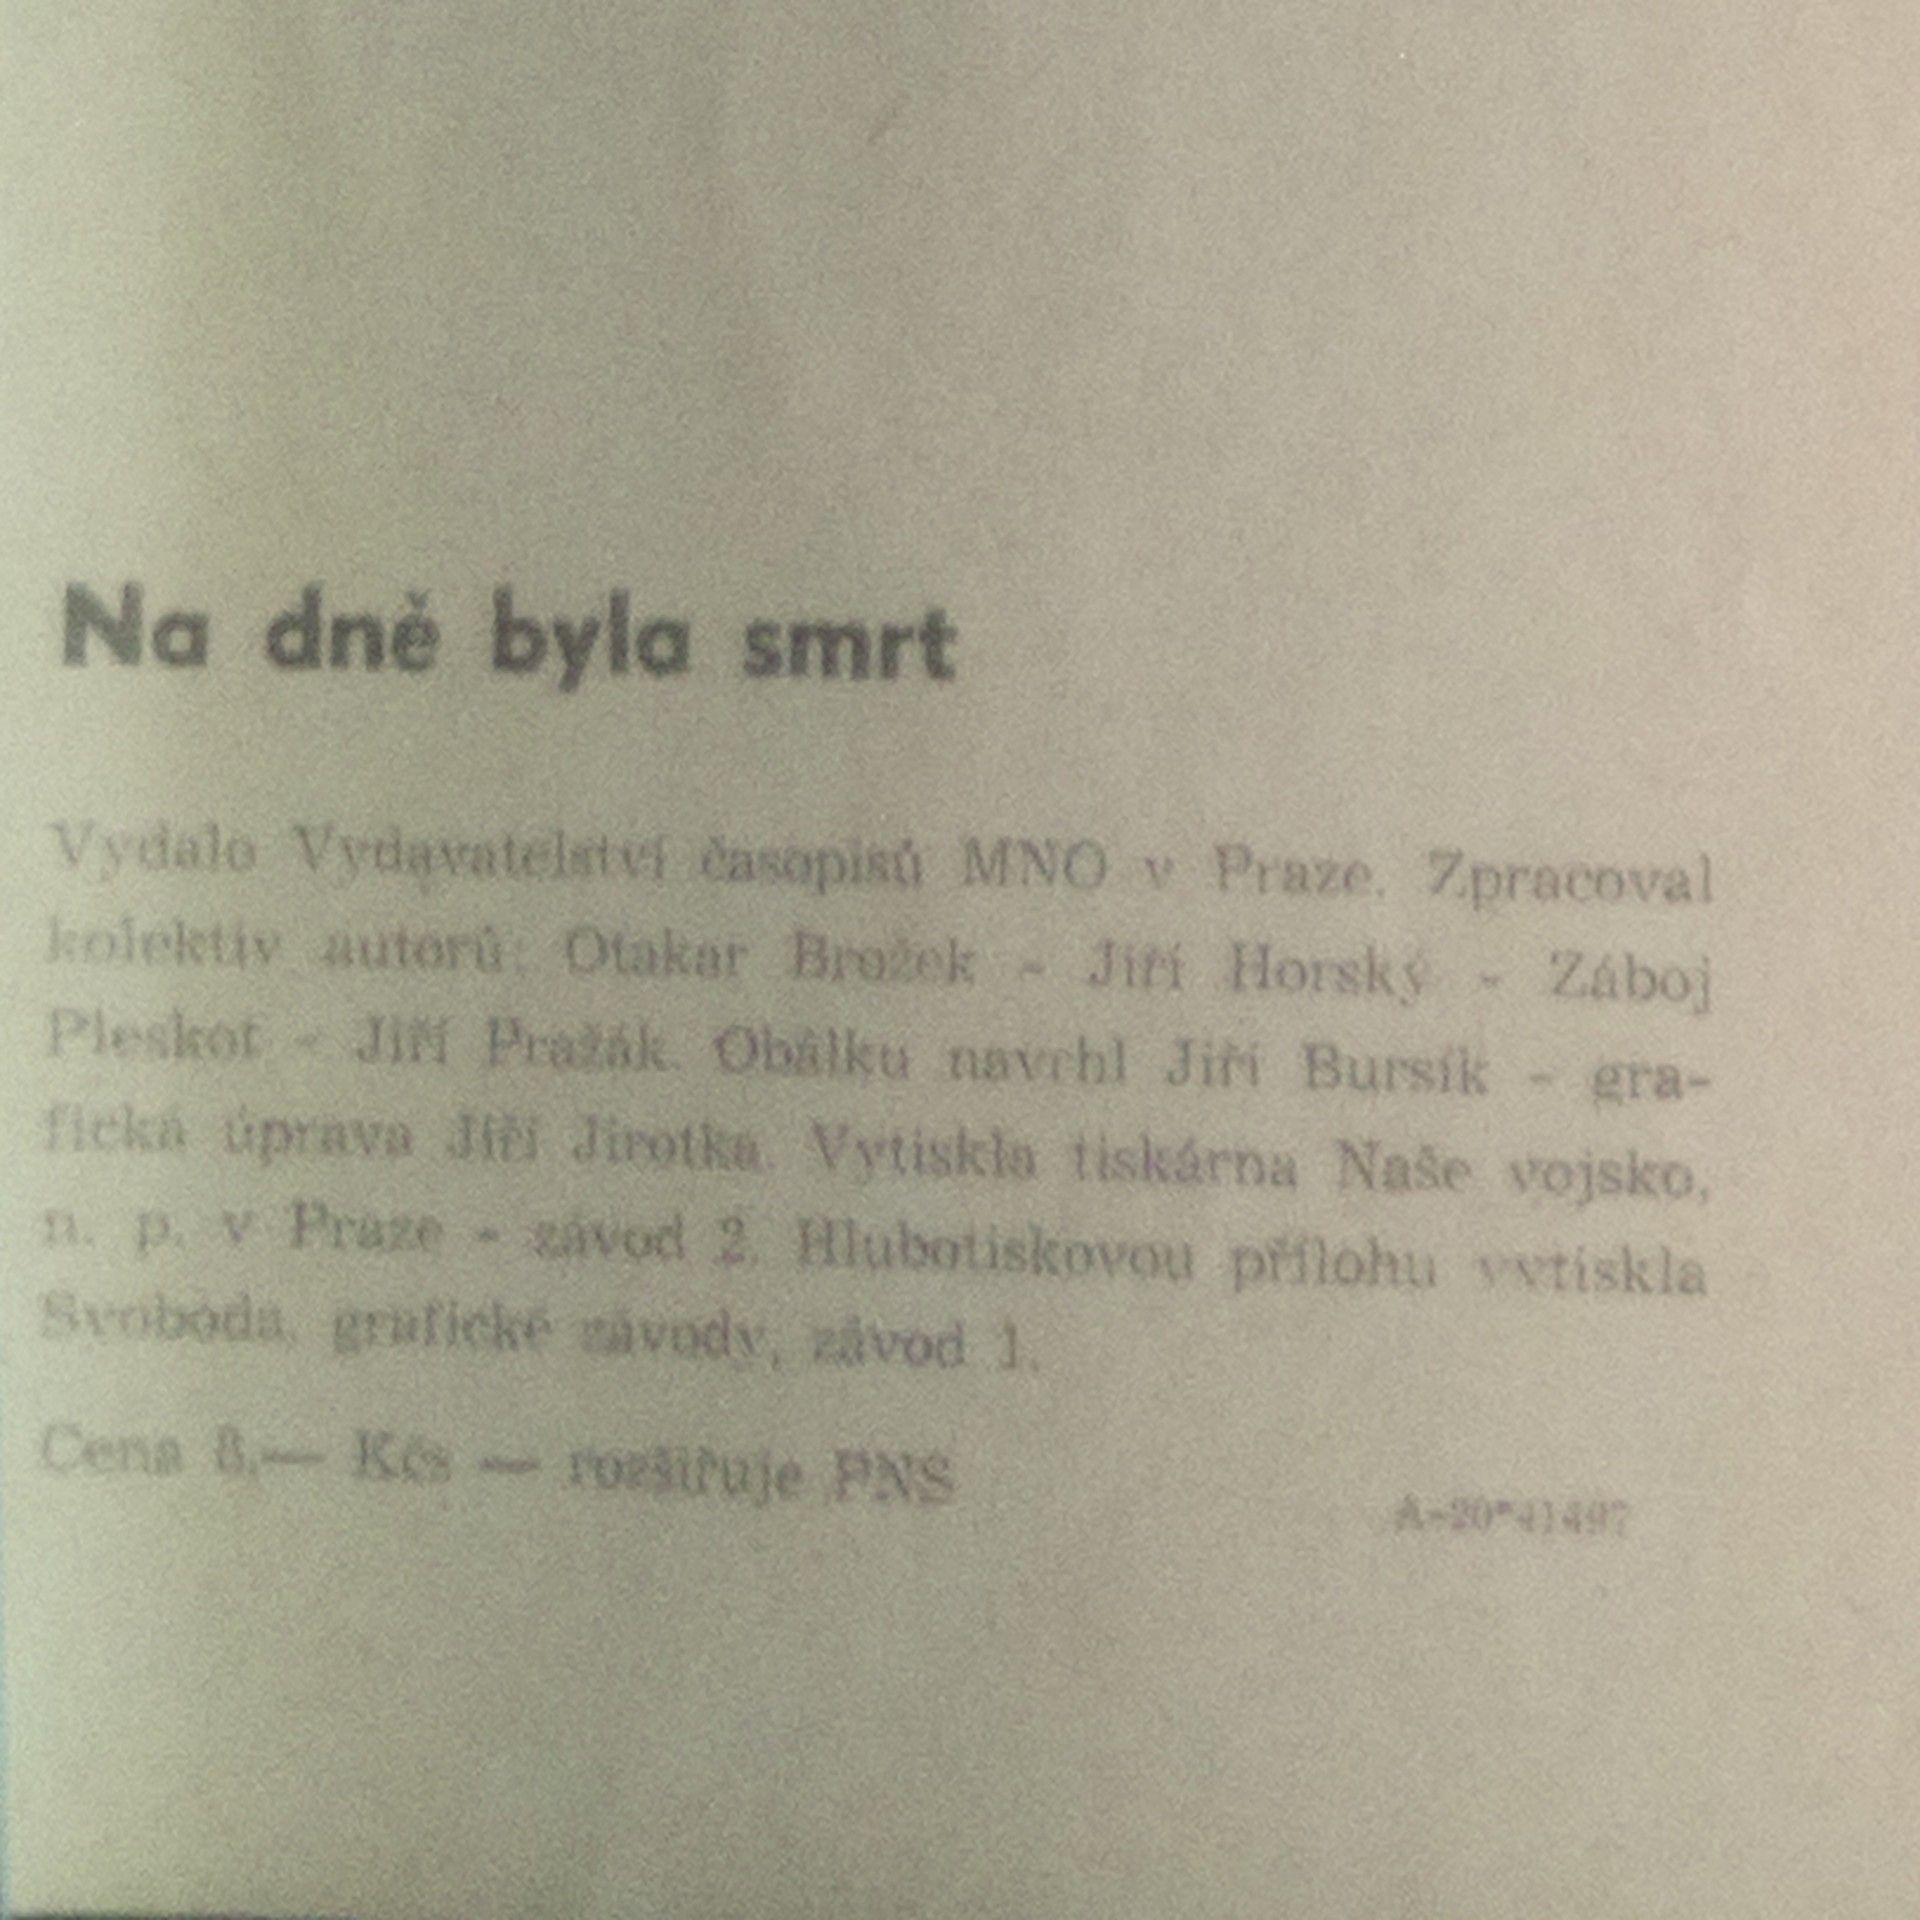 Na dně byla smrt
Vydalo Vydavatelství časopisů MNO v Praze. Zpracoval
kolektiv autorů: Otakar Brožek - Jiří Horský - Záboj
Pleskot - Jiří Pražák. Obálku navrhl Jiří Bursík - gra-
fická úprava Jiří Jirotka. Vytiskla tiskárna Naše vojsko,
n. p. v Praze - závod 2. Hlubotiskovou přílohu vytiskla
Svoboda, grafické závody, závod 1.
Cena 8,— Kčs — rozšiřuje PNS
A-20*41497